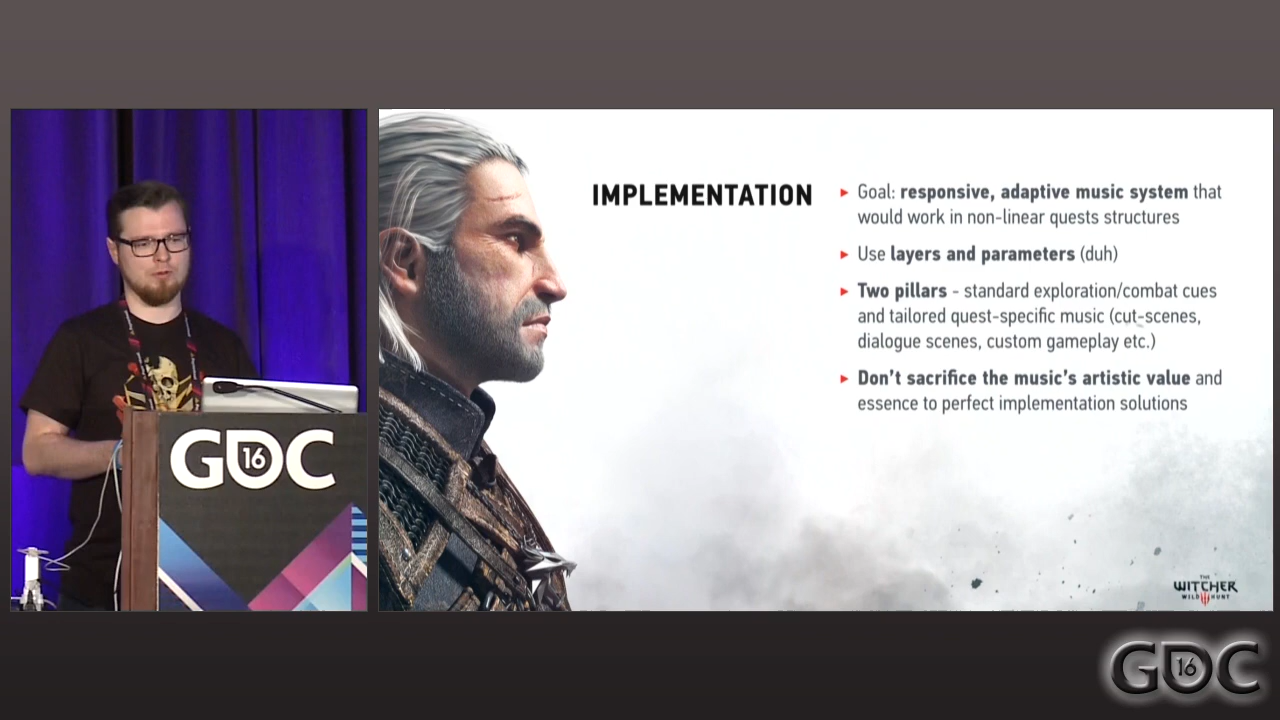 IMPLEMENTATION
▸ Goal: responsive, adaptive music system that
would work in non-linear quests structures
▸ Use layers and parameters (duh)
▸ Two pillars - standard exploration/combat cues
and tailored quest-specific music (cut-scenes,
dialogue scenes, custom gameplay etc.)
▸ Don't sacrifice the music's artistic value and
essence to perfect implementation solutions
GDC 16
THE
WITCHER
WILD HUNT
GDC 16